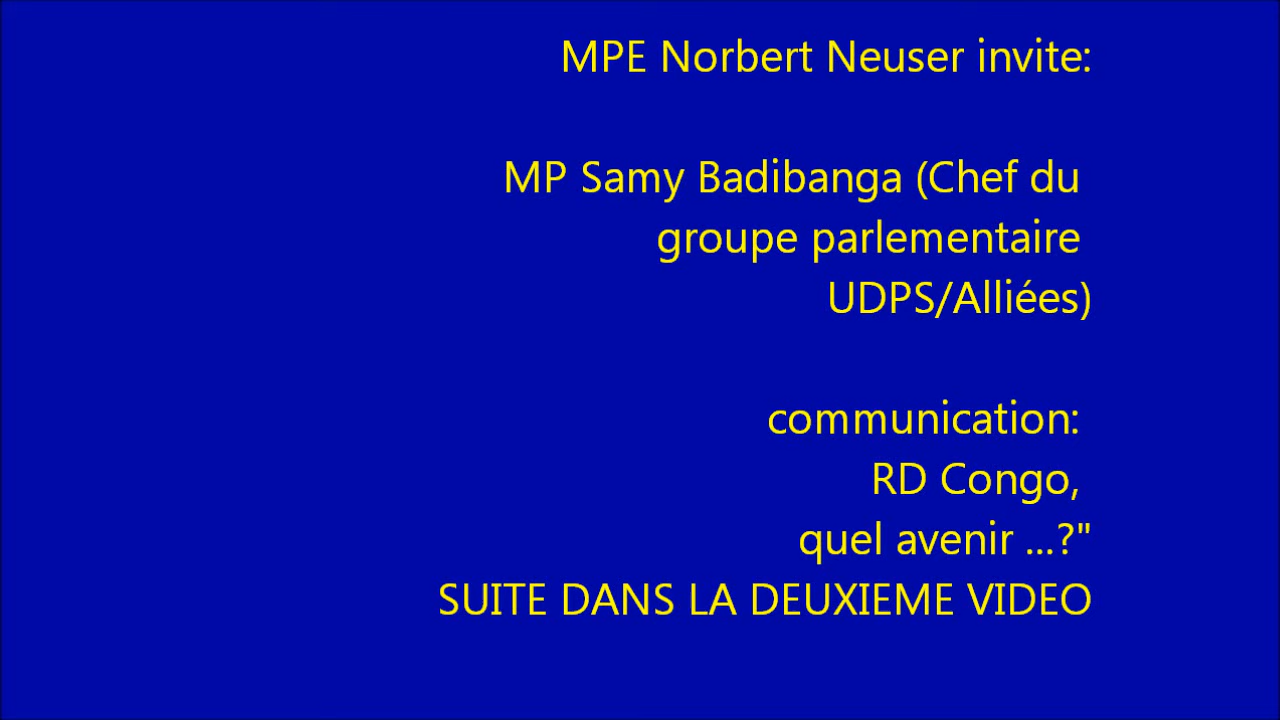 MPE Norbert Neuser invite:
MP Samy Badibanga (Chef du
groupe parlementaire
UDPS/Alliées)
communication:
RD Congo,
quel avenir ...?"
SUITE DANS LA DEUXIEME VIDEO